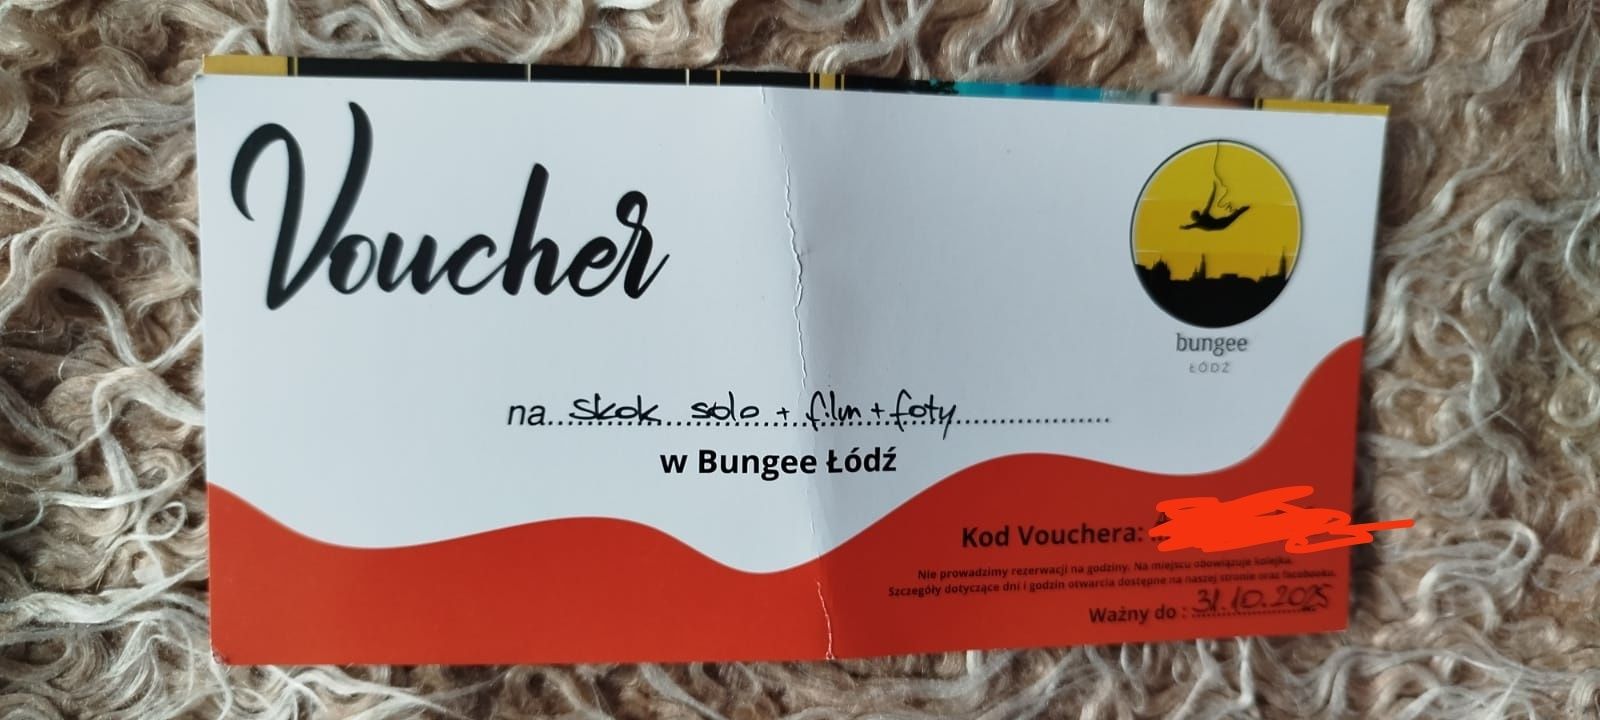 Voucher
bungee
ŁÓDŹ
na skok solo + film + foty
w Bungee Łódź
Kod Vouchera:
Nie prowadzimy rezerwacji na godziny. Na miejscu obowiązuje kolejka.
Szczegóły dotyczące dni i godzin otwarcia dostępne na naszej stronie oraz facebooku.
Ważny do : 31.10.2025